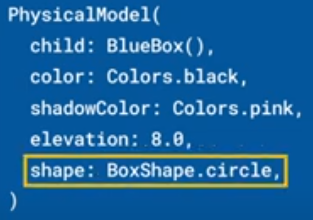 PhysicalModel(
child: BlueBox(),
color: Colors.black,
shadowColor: Colors.pink,
elevation: 8.0,
shape: BoxShape.circle,
)